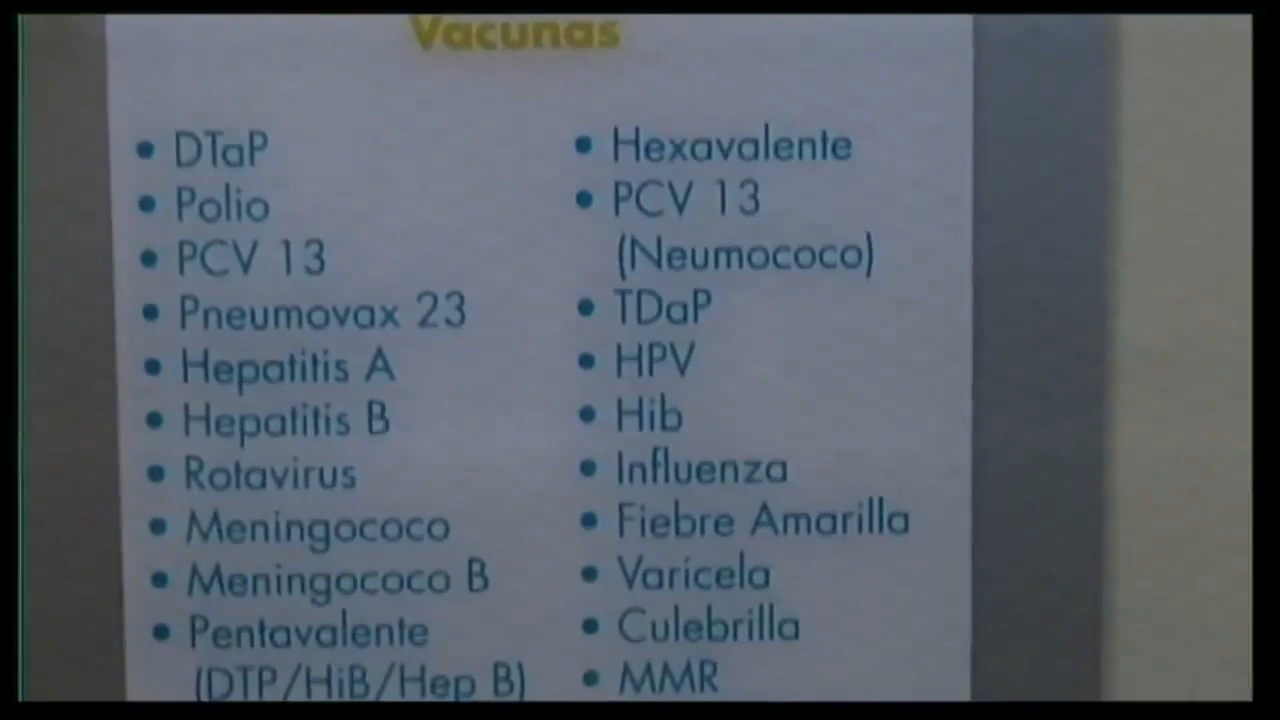 Vacunas
• DTaP
• Polio
• PCV 13
• Pneumovax 23
• Hepatitis A
• Hepatitis B
• Rotavirus
• Meningococo
• Meningococo B
• Pentavalente
(DTP/HiB/Hep B)
• Hexavalente
• PCV 13
(Neumococo)
• TDaP
• HPV
• Hib
• Influenza
• Fiebre Amarilla
• Varicela
• Culebrilla
• MMR